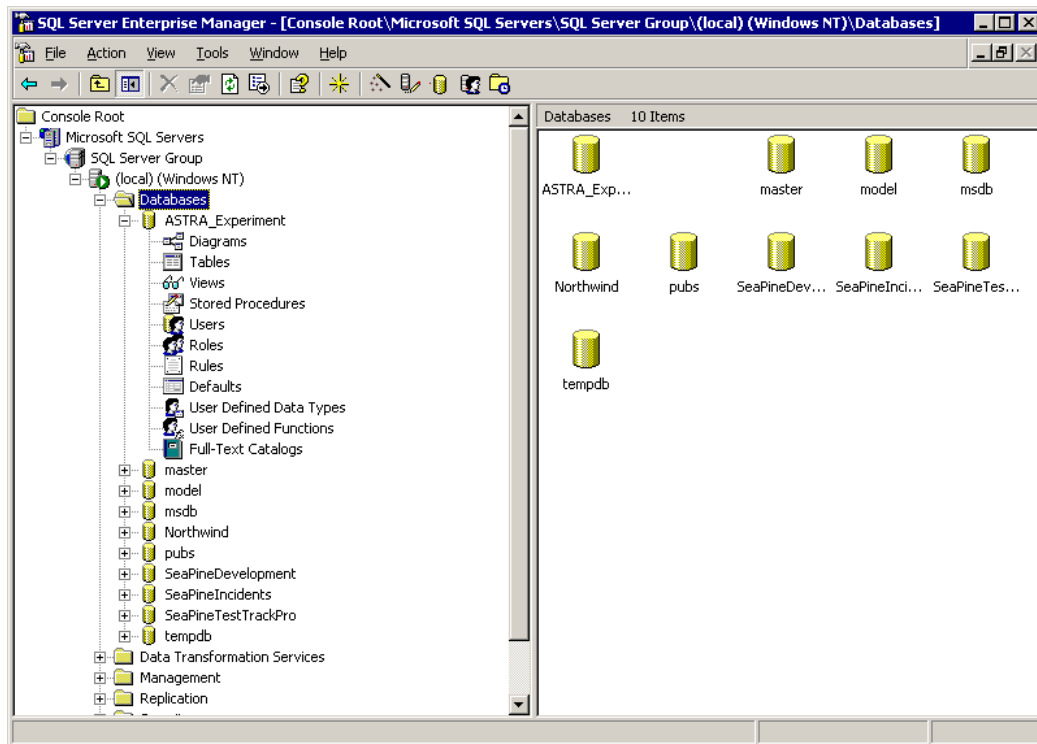 SQL Server Enterprise Manager - [Console Root\Microsoft SQL Servers\SQL Server Group\(local) (Windows NT)\Databases]
File Action View Tools Window Help
Console Root
Microsoft SQL Servers
SQL Server Group
(local) (Windows NT)
Databases
ASTRA_Experiment
Diagrams
Tables
Views
Stored Procedures
Users
Roles
Rules
Defaults
User Defined Data Types
User Defined Functions
Full-Text Catalogs
master
model
msdb
Northwind
pubs
SeaPineDevelopment
SeaPineIncidents
SeaPineTestTrackPro
tempdb
Data Transformation Services
Management
Replication
Databases 10 Items
ASTRA_Exp... master model msdb
Northwind pubs SeaPineDev... SeaPineInci... SeaPineTes...
tempdb